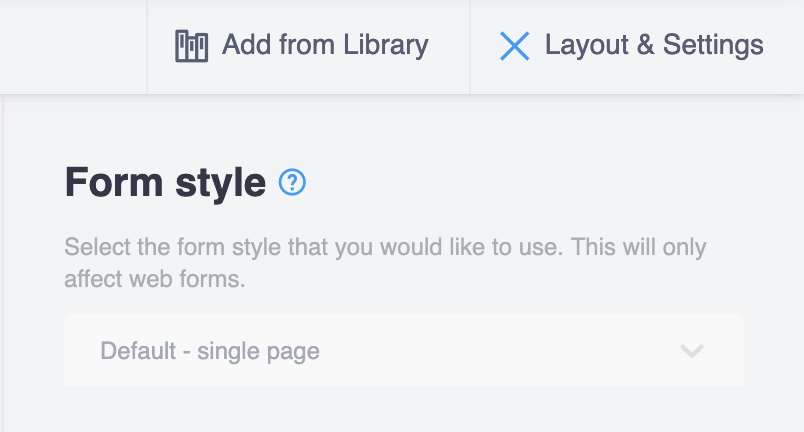 Add from Library
Layout & Settings
Form style ?
Select the form style that you would like to use. This will only
affect web forms.
Default - single page